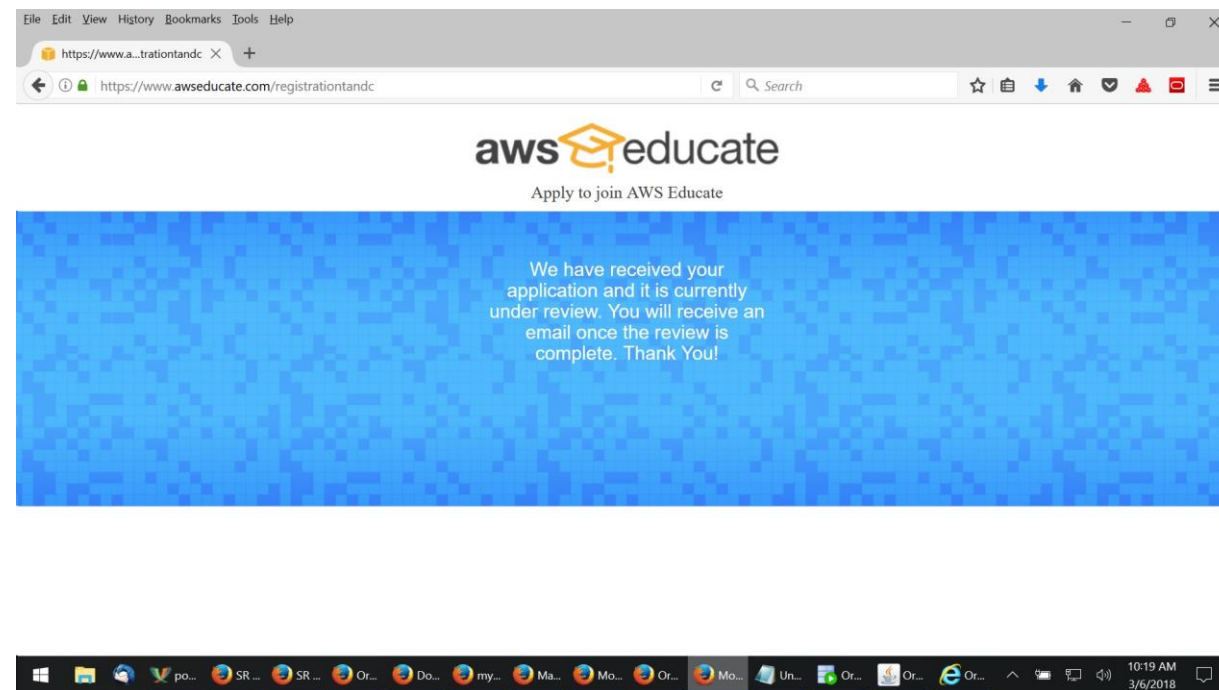 File Edit View History Bookmarks Tools Help
https://www.a...trationtandc
https://www.awseducate.com/registrationtandc
Search
aws educate
Apply to join AWS Educate
We have received your
application and it is currently
under review. You will receive an
email once the review is
complete. Thank You!
po... SR ... SR ... Or... Do... my... Ma... Mo... Or... Mo... Un... Or... Or... Or... 10:19 AM
3/6/2018